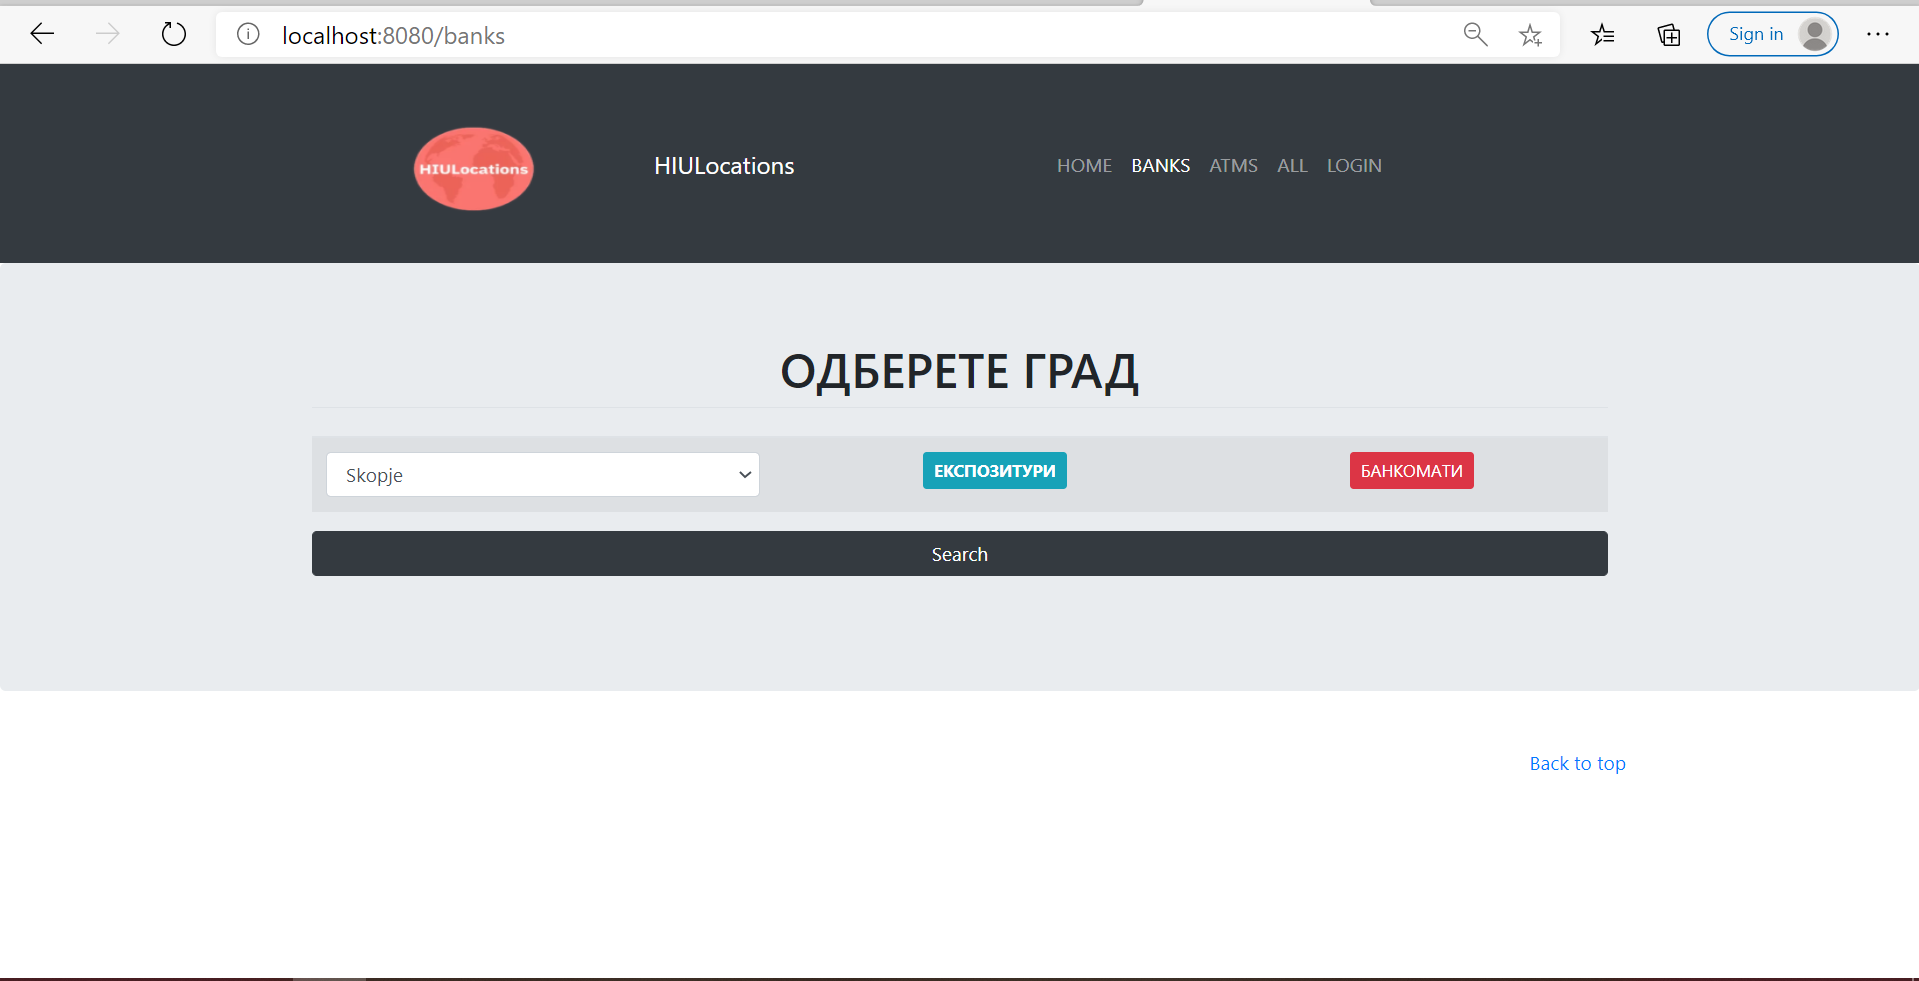 localhost:8080/banks
Sign in
HIULocations
HIULocations
HOME BANKS ATMS ALL LOGIN
ОДБЕРЕТЕ ГРАД
Skopje
ЕКСПОЗИТУРИ
БАНКОМАТИ
Search
Back to top